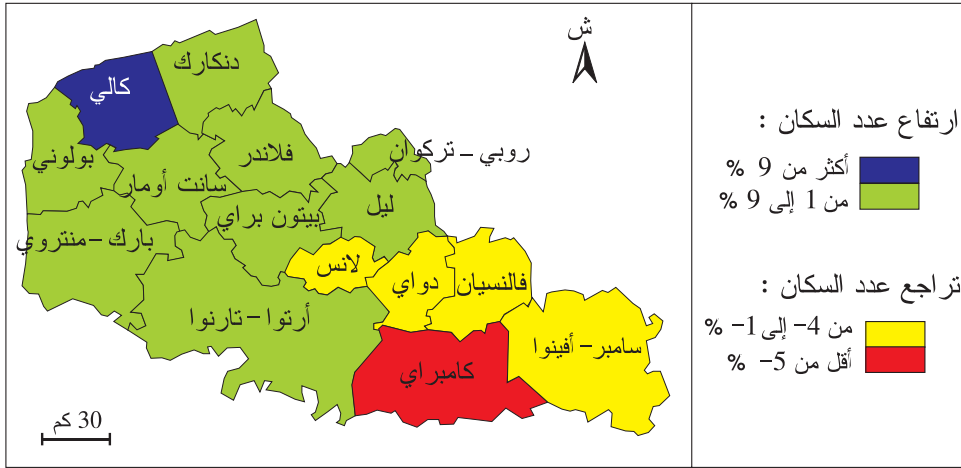 ش
دنكارك
كالي
بولوني
سانت أومار
فلاندر
روبي - تركوان
ليل
بيتون براي
بارك - منتروي
لانس
دواي
فالنسيان
أرتوا - تارنوا
سامبر - أفينوا
كامبراي
30 كم
ارتفاع عدد السكان :
أكثر من 9 %
من 1 إلى 9 %
تراجع عدد السكان :
من 4- إلى 1- %
أقل من 5- %